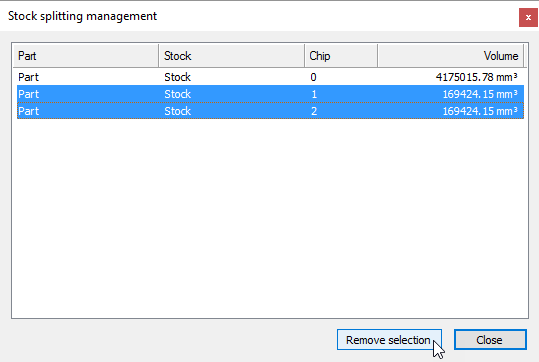 Stock splitting management
x
Part Stock Chip Volume
Part Stock 0 4175015.78 mm³
Part Stock 1 169424.15 mm³
Part Stock 2 169424.15 mm³
Remove selection Close